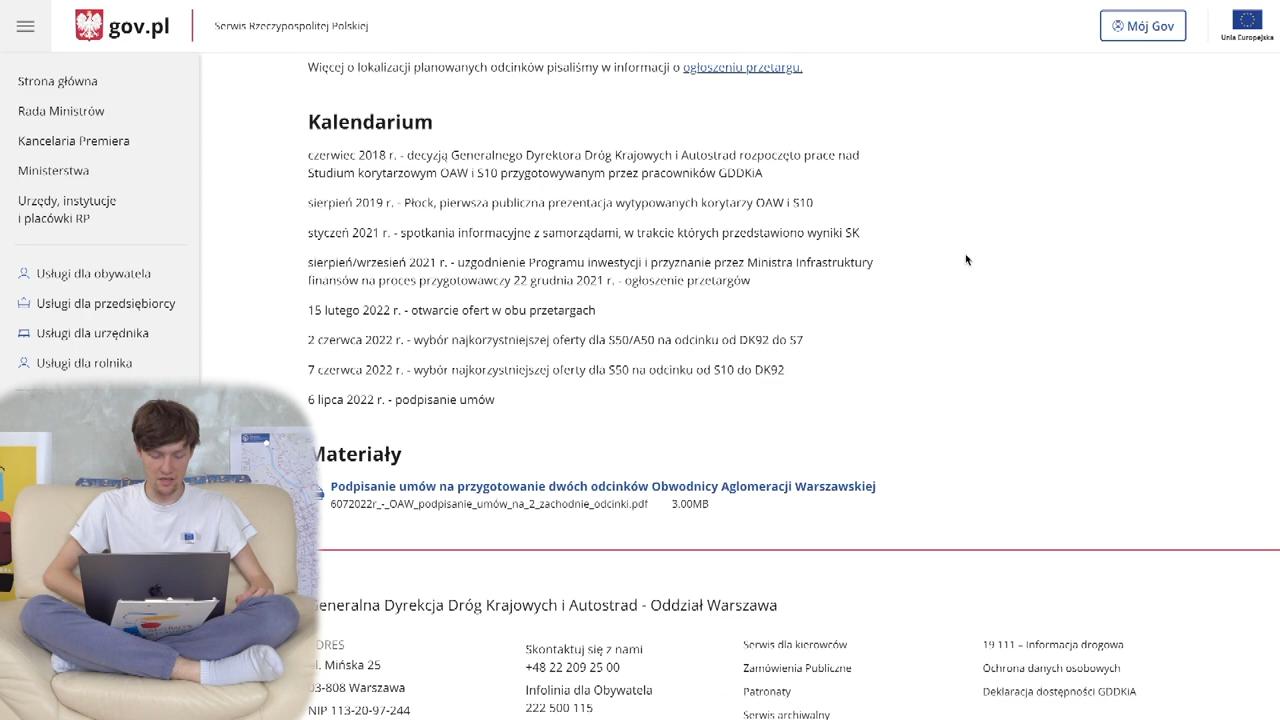 gov.pl
Serwis Rzeczypospolitej Polskiej
Mój Gov
Unia Europejska
Strona główna
Rada Ministrów
Kancelaria Premiera
Ministerstwa
Urzędy, instytucje
i placówki RP
Usługi dla obywatela
Usługi dla przedsiębiorcy
Usługi dla urzędnika
Usługi dla rolnika
Więcej o lokalizacji planowanych odcinków pisaliśmy w informacji o ogłoszeniu przetargu.
Kalendarium
czerwiec 2018 r. - decyzją Generalnego Dyrektora Dróg Krajowych i Autostrad rozpoczęto prace nad
Studium korytarzowym OAW i S10 przygotowywanym przez pracowników GDDKiA
sierpień 2019 r. - Płock, pierwsza publiczna prezentacja wytypowanych korytarzy OAW i S10
styczeń 2021 r. - spotkania informacyjne z samorządami, w trakcie których przedstawiono wyniki SK
sierpień/wrzesień 2021 r. - uzgodnienie Programu inwestycji i przyznanie przez Ministra Infrastruktury
finansów na proces przygotowawczy 22 grudnia 2021 r. - ogłoszenie przetargów
15 lutego 2022 r. - otwarcie ofert w obu przetargach
2 czerwca 2022 r. - wybór najkorzystniejszej oferty dla S50/A50 na odcinku od DK92 do S7
7 czerwca 2022 r. - wybór najkorzystniejszej oferty dla S50 na odcinku od S10 do DK92
6 lipca 2022 r. - podpisanie umów
Materiały
Podpisanie umów na przygotowanie dwóch odcinków Obwodnicy Aglomeracji Warszawskiej
6072022r_-_OAW_podpisanie_umów_na_2_zachodnie_odcinki.pdf 3.00MB
Generalna Dyrekcja Dróg Krajowych i Autostrad - Oddział Warszawa
ADRES
ul. Mińska 25
03-808 Warszawa
NIP 113-20-97-244
Skontaktuj się z nami
+48 22 209 25 00
Infolinia dla Obywatela
222 500 115
Serwis dla kierowców
Zamówienia Publiczne
Patronaty
Serwis archiwalny
19 111 – Informacja drogowa
Ochrona danych osobowych
Deklaracja dostępności GDDKiA